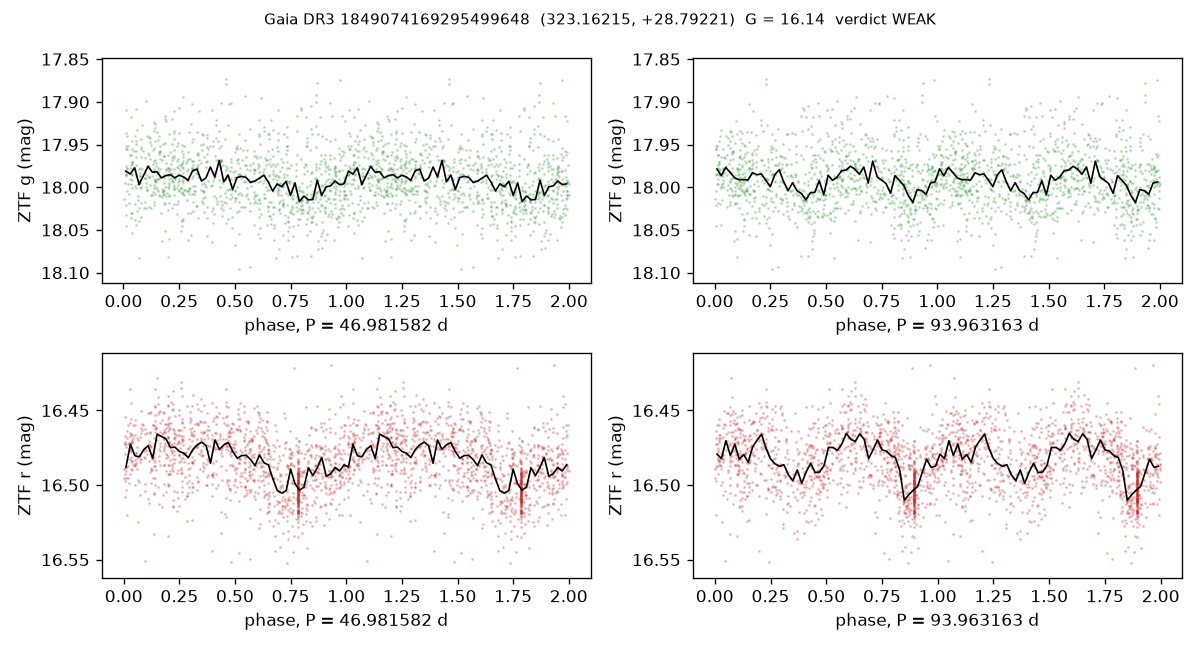 Gaia DR3 1849074169295499648 (323.16215, +28.79221) G = 16.14 verdict WEAK
17.85
17.90
17.95
18.00
18.05
18.10
ZTF g (mag)
0.00 0.25 0.50 0.75 1.00 1.25 1.50 1.75 2.00
phase, P = 46.981582 d
17.85
17.90
17.95
18.00
18.05
18.10
ZTF g (mag)
0.00 0.25 0.50 0.75 1.00 1.25 1.50 1.75 2.00
phase, P = 93.963163 d
16.45
16.50
16.55
ZTF r (mag)
0.00 0.25 0.50 0.75 1.00 1.25 1.50 1.75 2.00
phase, P = 46.981582 d
16.45
16.50
16.55
ZTF r (mag)
0.00 0.25 0.50 0.75 1.00 1.25 1.50 1.75 2.00
phase, P = 93.963163 d